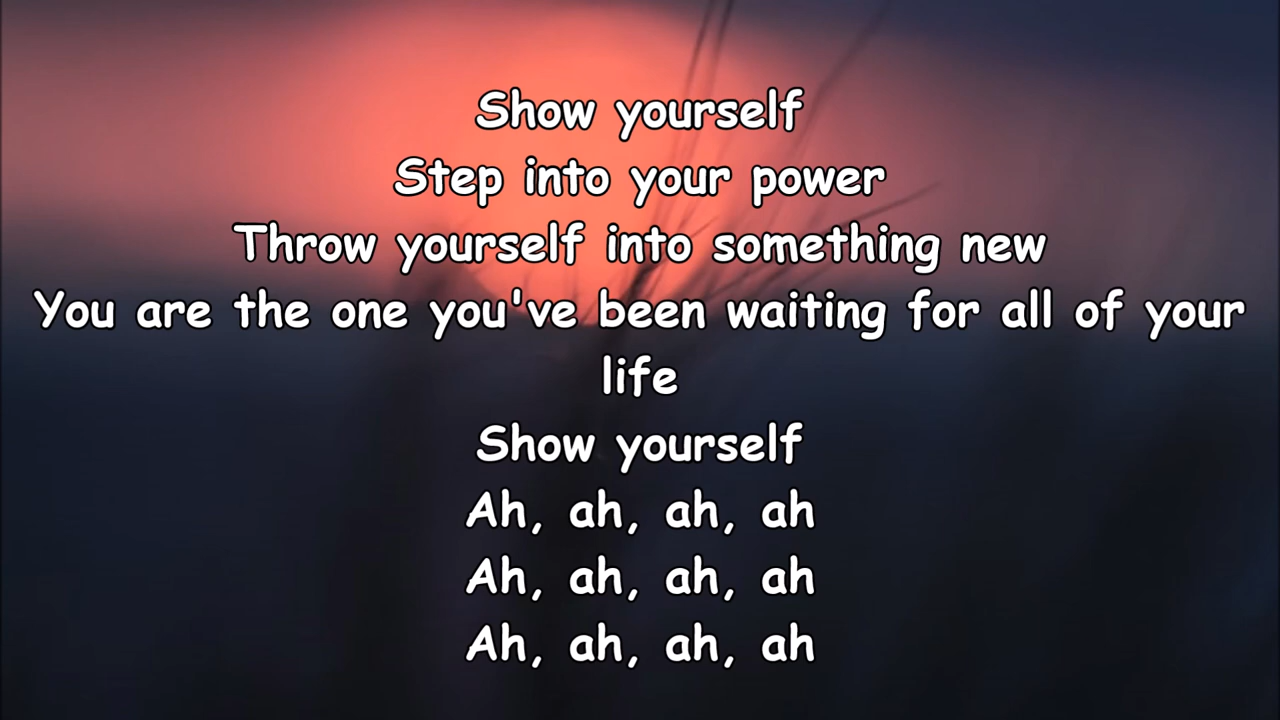 Show yourself
Step into your power
Throw yourself into something new
You are the one you've been waiting for all of your
life
Show yourself
Ah, ah, ah, ah
Ah, ah, ah, ah
Ah, ah, ah, ah